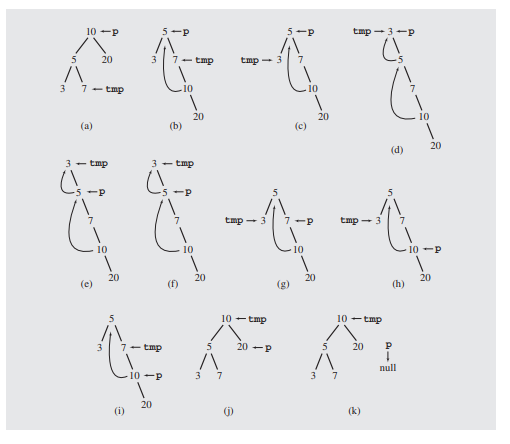 10 p 5 p 5 p tmp 3 p
5 20 3 7 tmp tmp 3 7 5
3 7 tmp 10 10 7
20 20 10
(a) (b) (c) 20
(d)
3 tmp 3 tmp
5 p 5 p 5 5
7 7 tmp 3 7 p tmp 3 7
10 10 10 10 p
20 20 20 20
(e) (f) (g) (h)
5 10 tmp 10 tmp
3 7 tmp 5 20 p 5 20 p
10 p 3 7 3 7 null
20
(i) (j) (k)